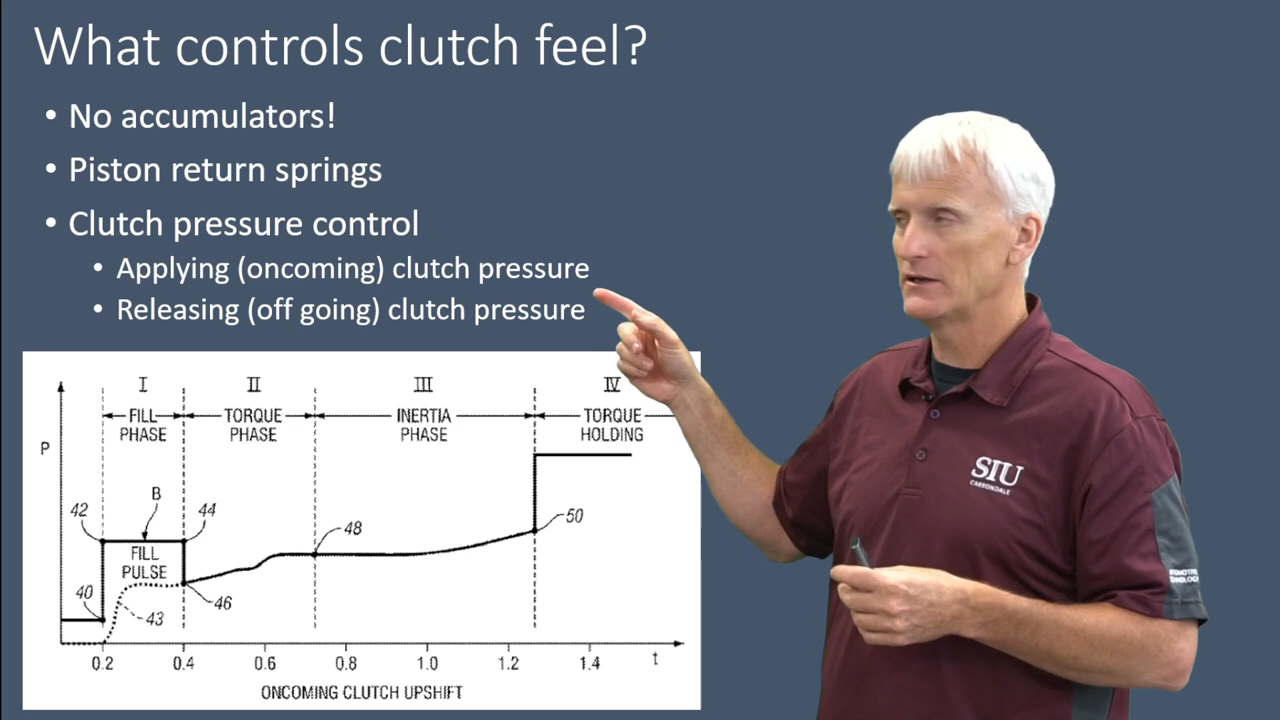 What controls clutch feel?
• No accumulators!
• Piston return springs
• Clutch pressure control
• Applying (oncoming) clutch pressure
• Releasing (off going) clutch pressure
I II III IV
FILL PHASE
TORQUE PHASE
INERTIA PHASE
TORQUE HOLDING
P
42
B
44
48
50
FILL PULSE
40
43
46
0.2 0.4 0.6 0.8 1.0 1.2 1.4 t
ONCOMING CLUTCH UPSHIFT
SIU
CARBONDALE